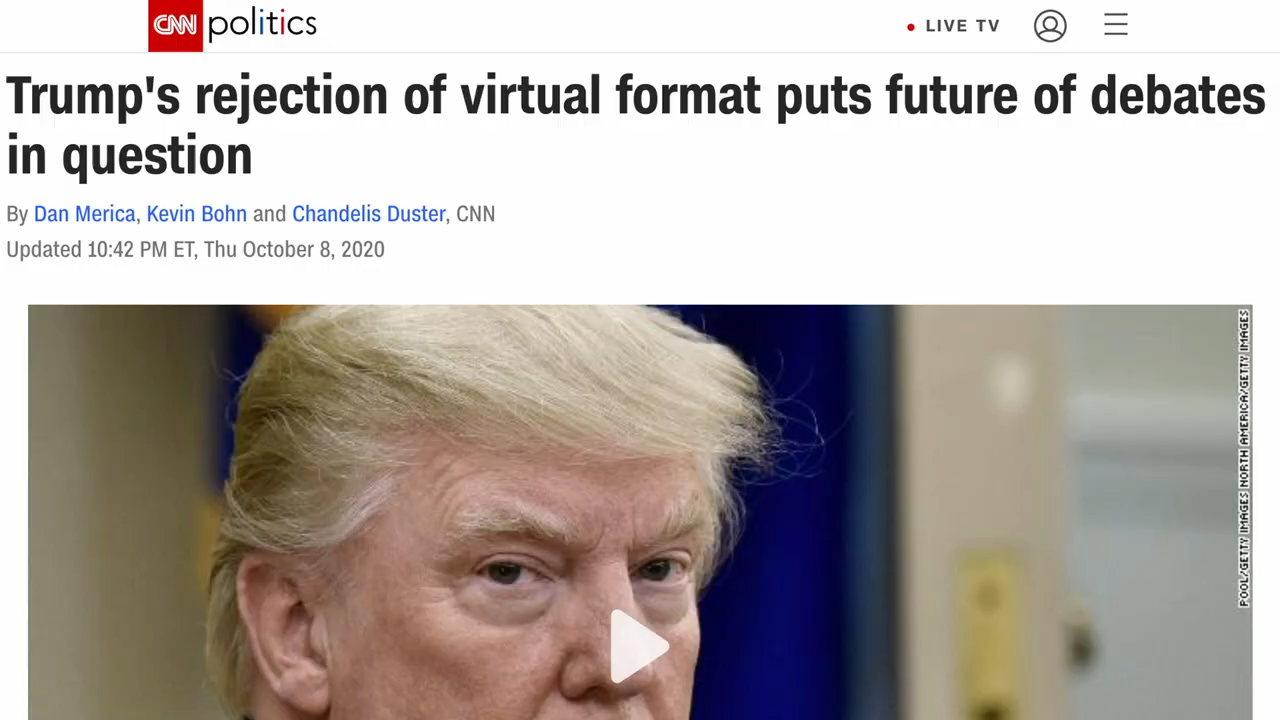 CNN politics
LIVE TV
Trump's rejection of virtual format puts future of debates
in question
By Dan Merica, Kevin Bohn and Chandelis Duster, CNN
Updated 10:42 PM ET, Thu October 8, 2020
POOL/GETTY IMAGES NORTH AMERICA/GETTY IMAGES